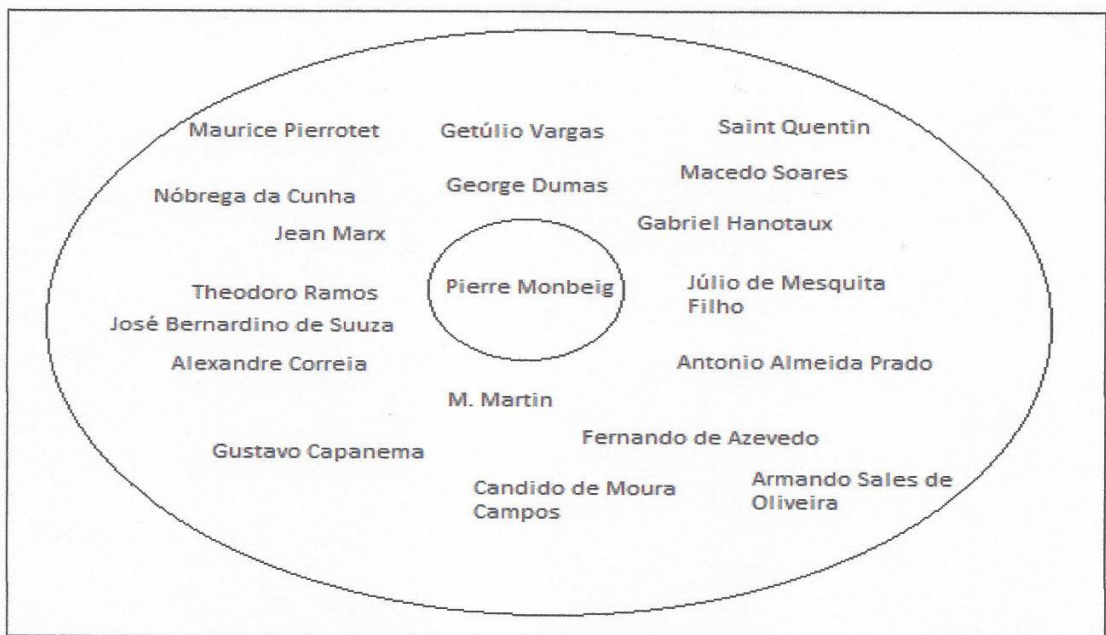 Maurice Pierrotet
Getúlio Vargas
Saint Quentin
Macedo Soares
George Dumas
Nóbrega da Cunha
Gabriel Hanotaux
Jean Marx
Pierre Monbeig
Júlio de Mesquita
Filho
Theodoro Ramos
José Bernardino de Suuza
Alexandre Correia
Antonio Almeida Prado
M. Martin
Fernando de Azevedo
Gustavo Capanema
Candido de Moura
Campos
Armando Sales de
Oliveira